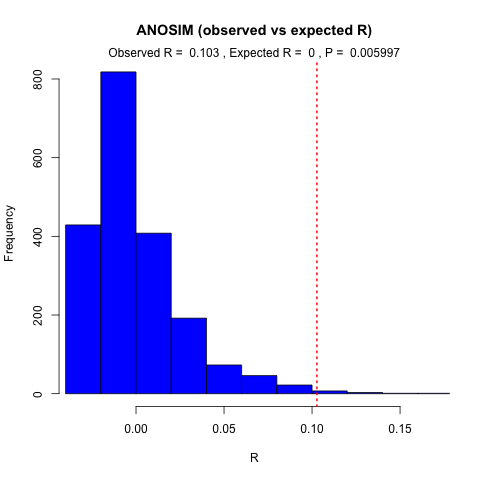 ANOSIM (observed vs expected R)
Observed R =  0.103 , Expected R =  0 , P =  0.005997
Frequency
800
600
400
200
0
0.00 0.05 0.10 0.15
R